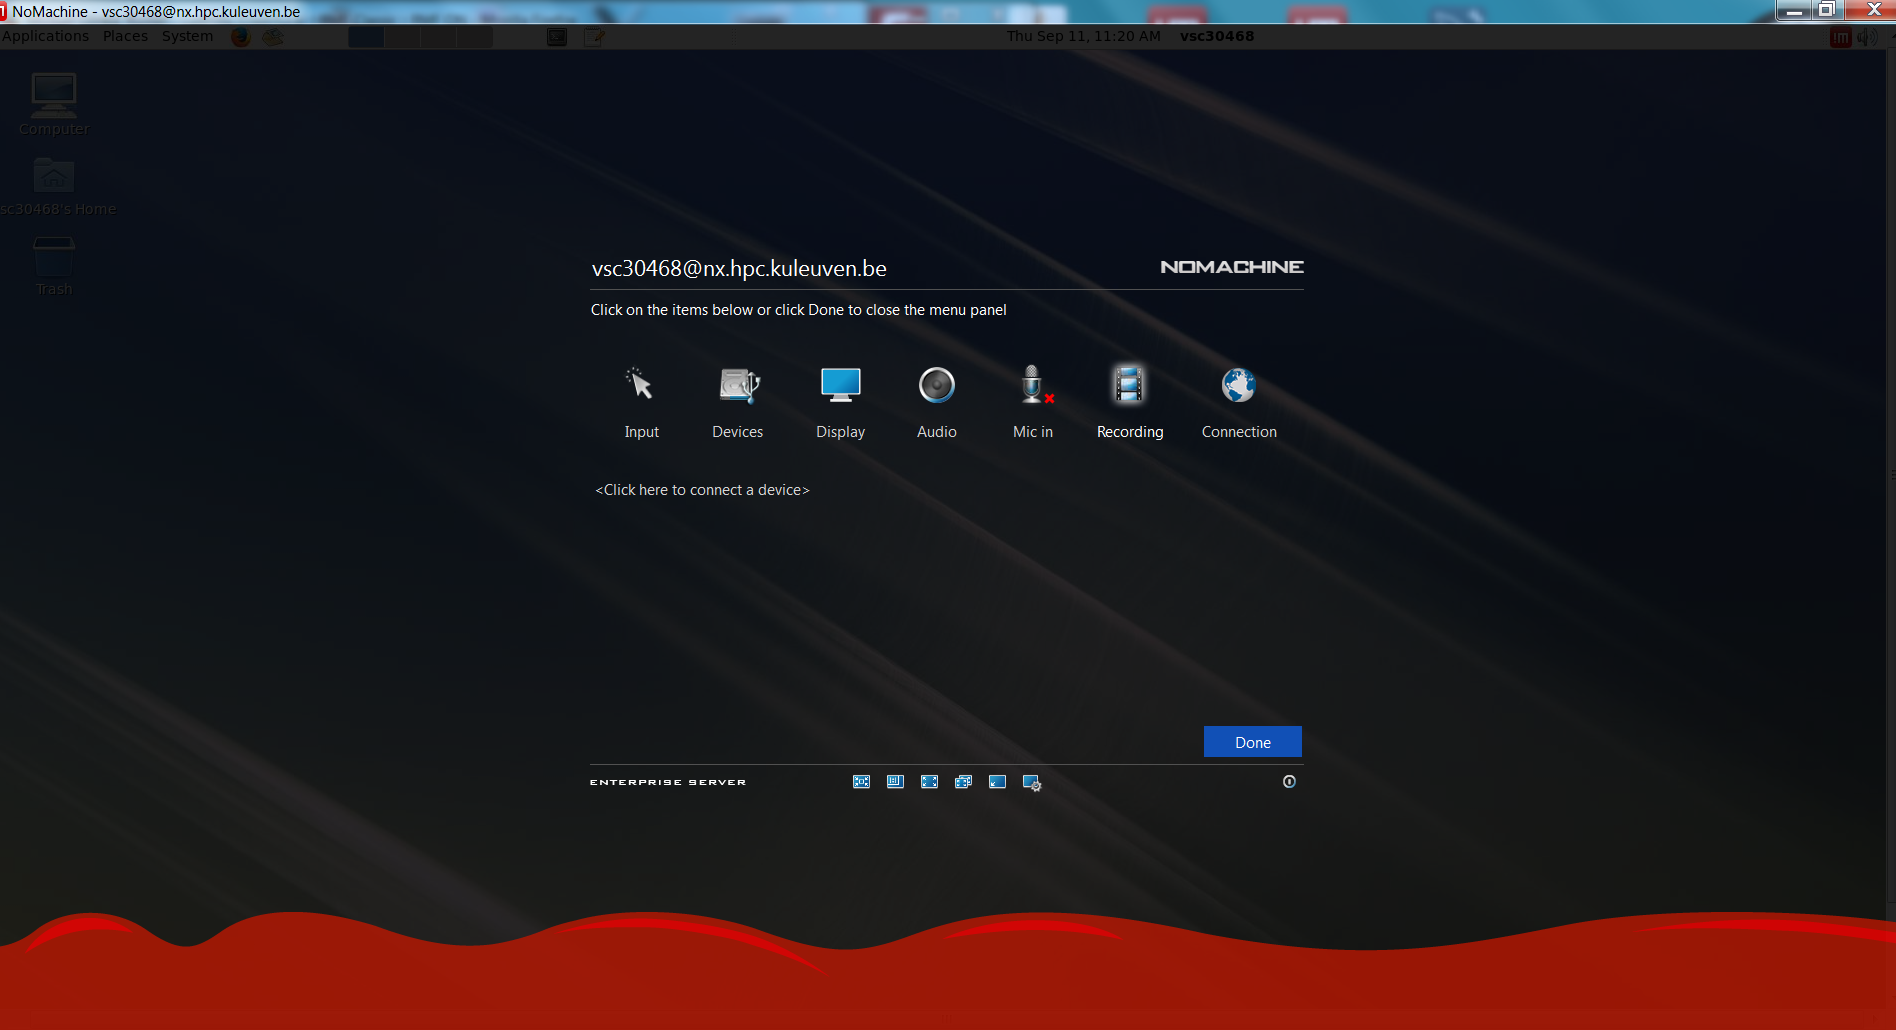 NoMachine - vsc30468@nx.hpc.kuleuven.be
Applications Places System Thu Sep 11, 11:20 AM vsc30468 !m
Computer
sc30468's Home
Trash
vsc30468@nx.hpc.kuleuven.be NOMACHINE
Click on the items below or click Done to close the menu panel
Input Devices Display Audio Mic in Recording Connection
<Click here to connect a device>
Done
ENTERPRISE SERVER